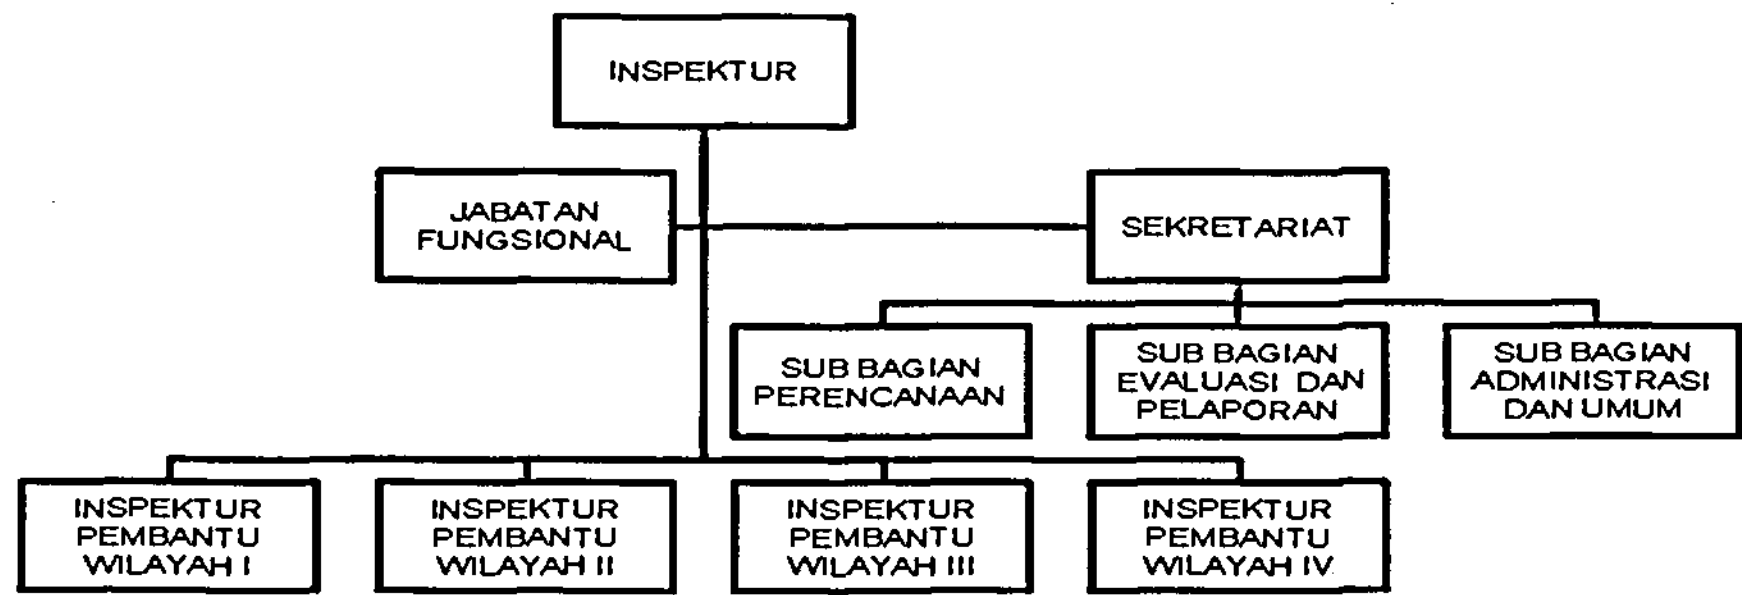 INSPEKTUR
JABATAN
FUNGSIONAL
SEKRETARIAT
SUB BAGIAN
PERENCANAAN
SUB BAGIAN
EVALUASI DAN
PELAPORAN
SUB BAGIAN
ADMINISTRASI
DAN UMUM
INSPEKTUR
PEMBANTU
WILAYAH I
INSPEKTUR
PEMBANTU
WILAYAH II
INSPEKTUR
PEMBANTU
WILAYAH III
INSPEKTUR
PEMBANTU
WILAYAH IV